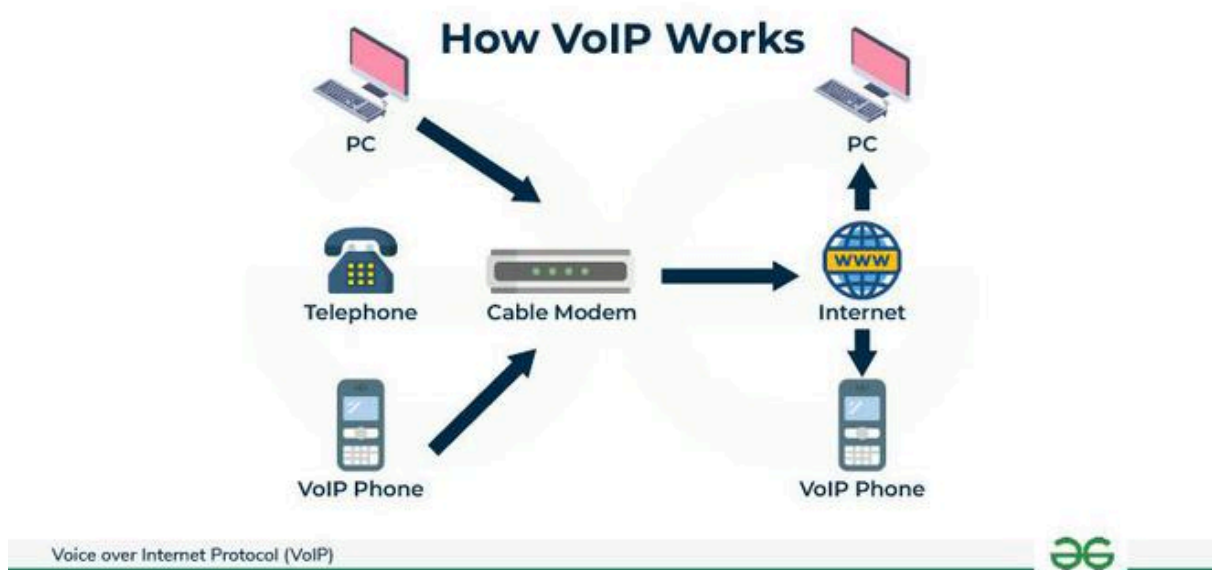 How VoIP Works
PC
PC
WWW
Telephone
Cable Modem
Internet
VoIP Phone
VoIP Phone
Voice over Internet Protocol (VoIP)